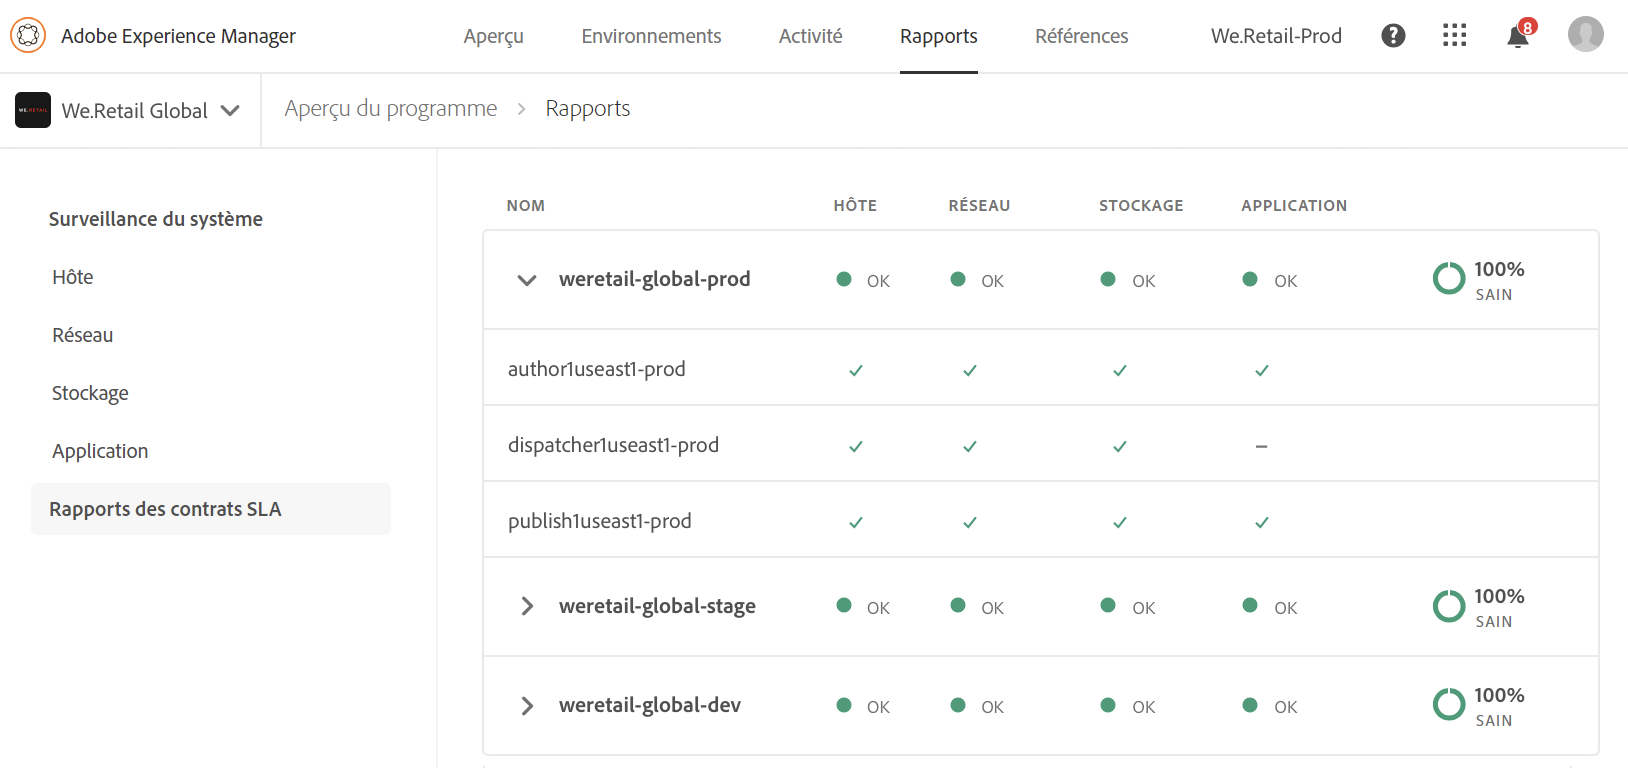 Adobe Experience Manager Aperçu Environnements Activité Rapports Références We.Retail-Prod ? 8
WE.RETAIL We.Retail Global Aperçu du programme > Rapports
Surveillance du système
Hôte
Réseau
Stockage
Application
Rapports des contrats SLA
NOM HÔTE RÉSEAU STOCKAGE APPLICATION
weretail-global-prod OK OK OK OK 100%
SAIN
author1useast1-prod ✓ ✓ ✓ ✓
dispatcher1useast1-prod ✓ ✓ ✓ –
publish1useast1-prod ✓ ✓ ✓ ✓
weretail-global-stage OK OK OK OK 100%
SAIN
weretail-global-dev OK OK OK OK 100%
SAIN